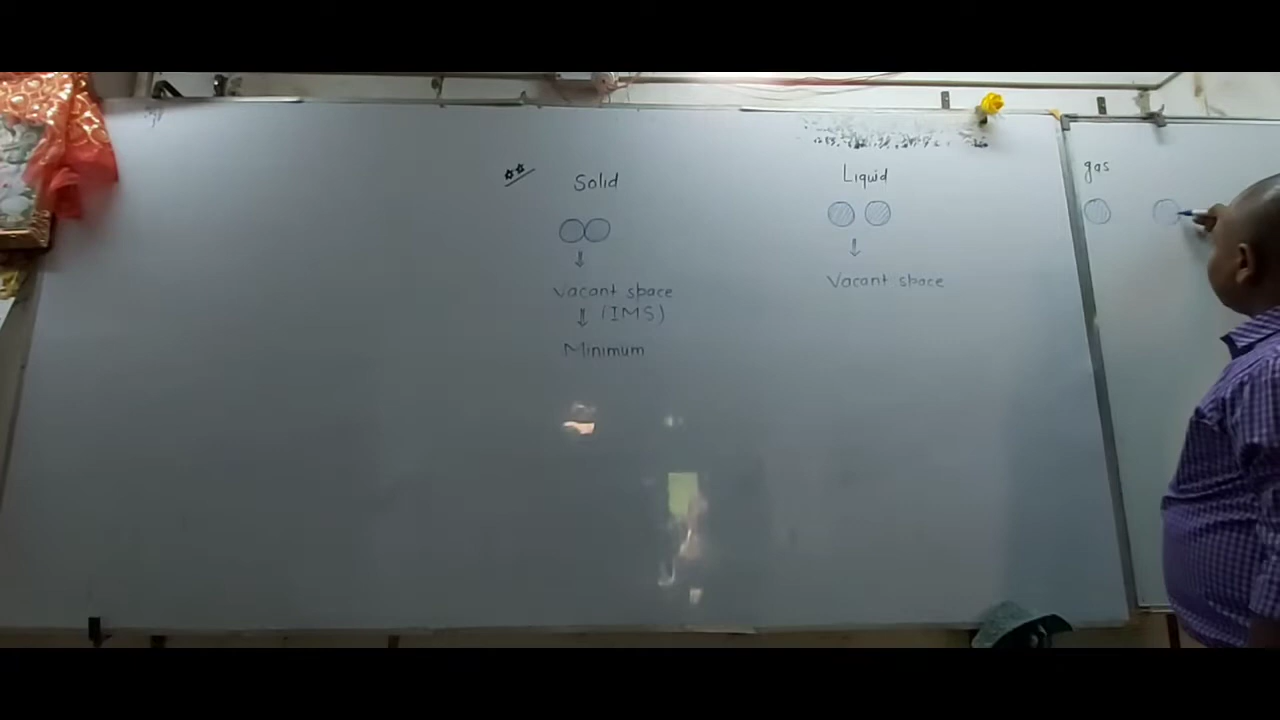 Solid
Vacant space
(IMS)
Minimum
Liquid
Vacant space
gas